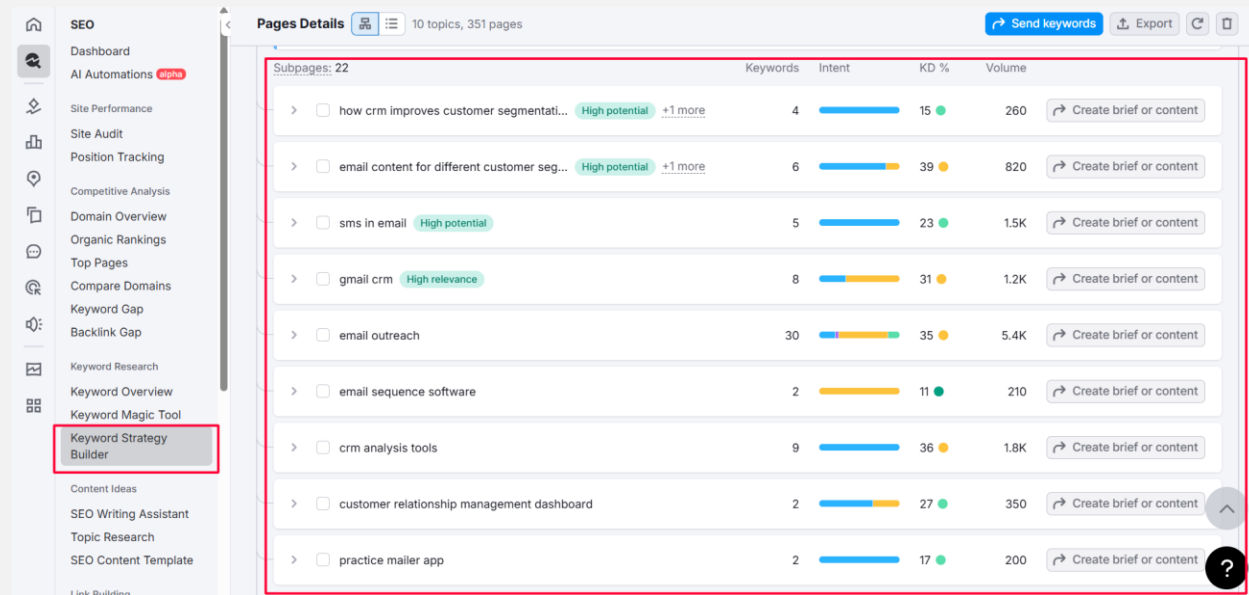 SEO
Dashboard
AI Automations alpha
Site Performance
Site Audit
Position Tracking
Competitive Analysis
Domain Overview
Organic Rankings
Top Pages
Compare Domains
Keyword Gap
Backlink Gap
Keyword Research
Keyword Overview
Keyword Magic Tool
Keyword Strategy
Builder
Content Ideas
SEO Writing Assistant
Topic Research
SEO Content Template
Link Building
Pages Details 10 topics, 351 pages Send keywords Export
Subpages: 22 Keywords Intent KD % Volume
how crm improves customer segmentati... High potential +1 more 4 15 260 Create brief or content
email content for different customer seg... High potential +1 more 6 39 820 Create brief or content
sms in email High potential 5 23 1.5K Create brief or content
gmail crm High relevance 8 31 1.2K Create brief or content
email outreach 30 35 5.4K Create brief or content
email sequence software 2 11 210 Create brief or content
crm analysis tools 9 36 1.8K Create brief or content
customer relationship management dashboard 2 27 350 Create brief or content
practice mailer app 2 17 200 Create brief or content
?